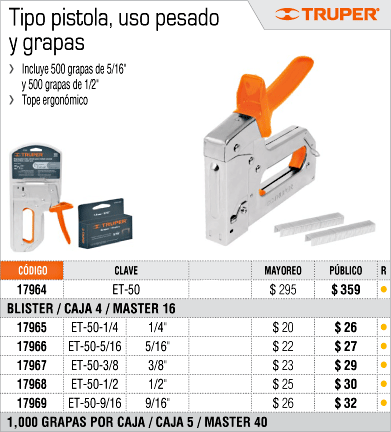 Tipo pistola, uso pesado
y grapas
TRUPER®
Incluye 500 grapas de 5/16"
y 500 grapas de 1/2"
Tope ergonómico
TRUPER
TRUPER
CÓDIGO CLAVE MAYOREO PÚBLICO R
17964 ET-50 $ 295 $ 359
BLISTER / CAJA 4 / MASTER 16
17965 ET-50-1/4 1/4" $ 20 $ 26
17966 ET-50-5/16 5/16" $ 22 $ 27
17967 ET-50-3/8 3/8" $ 23 $ 29
17968 ET-50-1/2 1/2" $ 25 $ 30
17969 ET-50-9/16 9/16" $ 26 $ 32
1,000 GRAPAS POR CAJA / CAJA 5 / MASTER 40